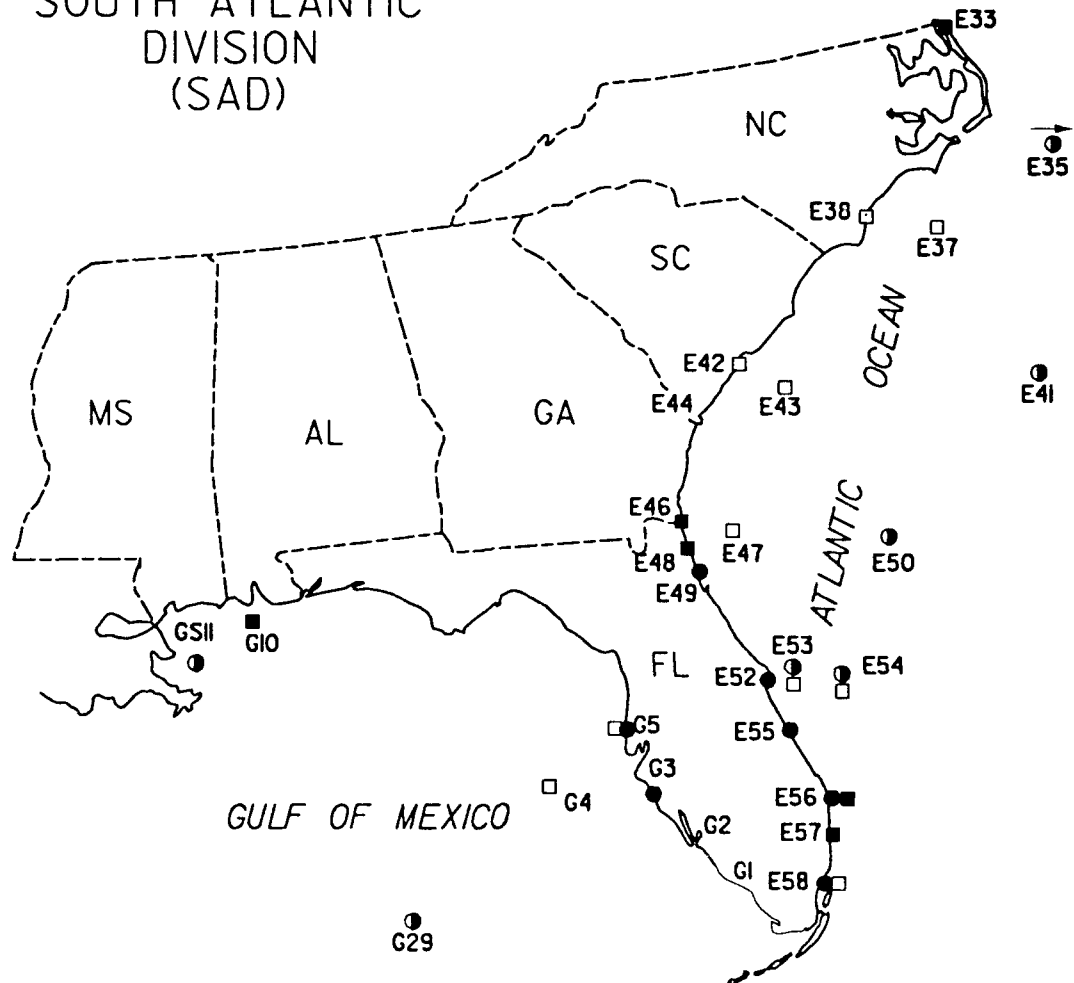 SOUTH ATLANTIC
DIVISION
(SAD)
E33
NC
E35
E38
E37
SC
OCEAN
E42
E43
E44
E41
MS
AL
GA
ATLANTIC
E46
E47
E48
E50
E49
GS11
G10
FL
E53
E54
E52
G5
E55
G3
G4
E56
GULF OF MEXICO
G2
E57
G1
E58
G29